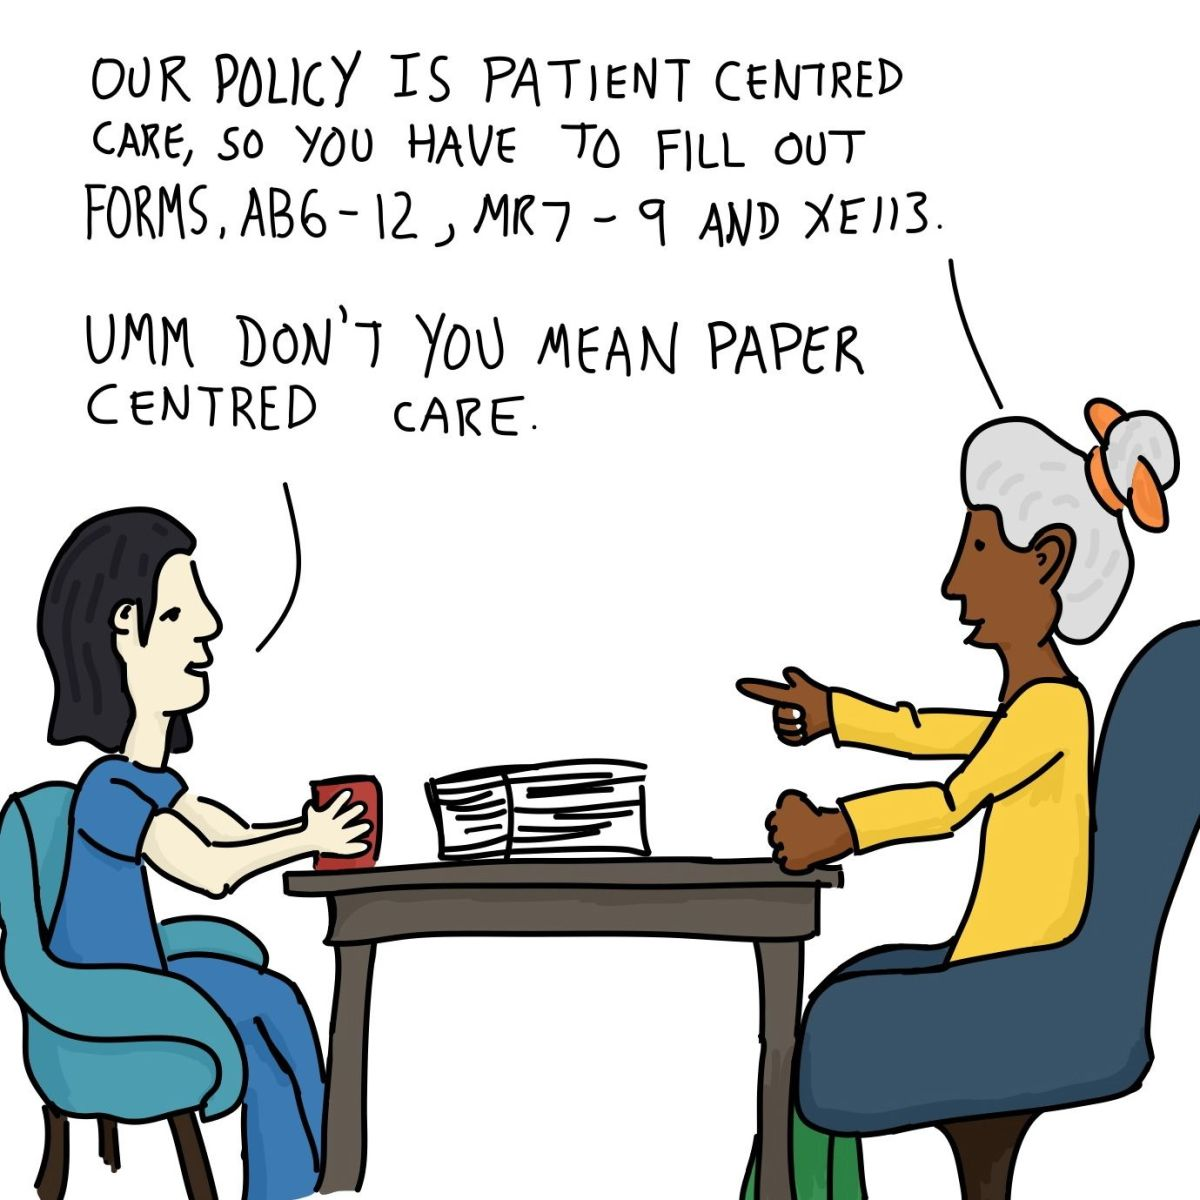 OUR POLICY IS PATIENT CENTRED
CARE, SO YOU HAVE TO FILL OUT
FORMS, AB6-12, MR7-9 AND XE113.
UMM DON'T YOU MEAN PAPER
CENTRED CARE.